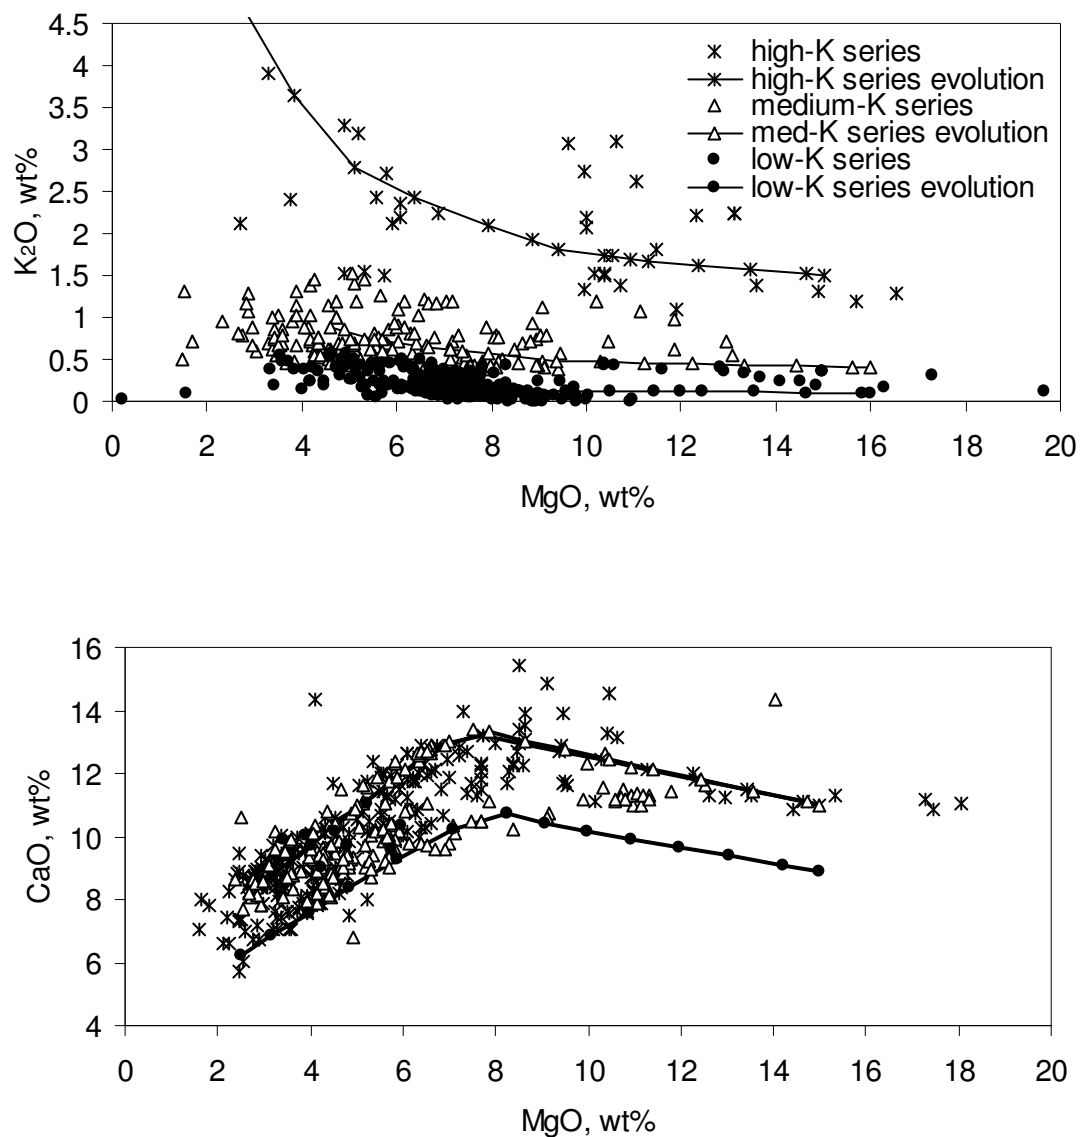 4.5
4
3.5
3
2.5
2
1.5
1
0.5
0
K2O, wt%
high-K series
high-K series evolution
medium-K series
med-K series evolution
low-K series
low-K series evolution
0 2 4 6 8 10 12 14 16 18 20
MgO, wt%
16
14
12
10
8
6
4
CaO, wt%
0 2 4 6 8 10 12 14 16 18 20
MgO, wt%